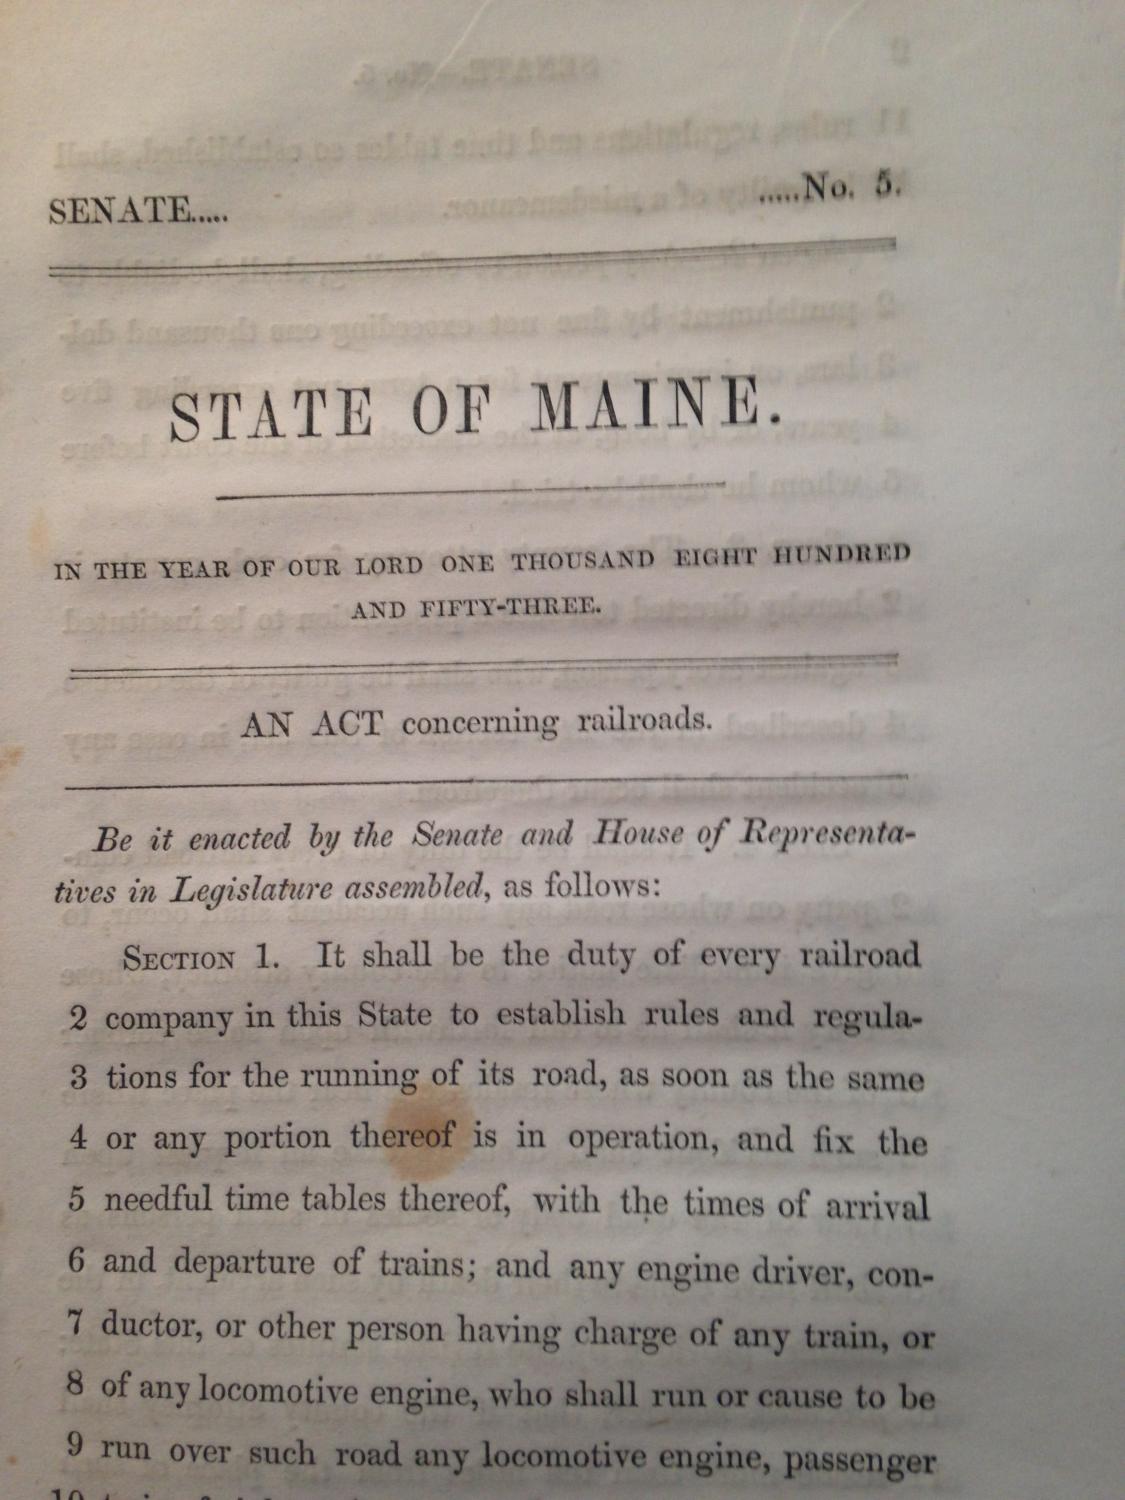 SENATE..... .....No. 5.
STATE OF MAINE.
IN THE YEAR OF OUR LORD ONE THOUSAND EIGHT HUNDRED
AND FIFTY-THREE.
AN ACT concerning railroads.
Be it enacted by the Senate and House of Representa-
tives in Legislature assembled, as follows:
SECTION 1. It shall be the duty of every railroad
2 company in this State to establish rules and regula-
3 tions for the running of its road, as soon as the same
4 or any portion thereof is in operation, and fix the
5 needful time tables thereof, with the times of arrival
6 and departure of trains; and any engine driver, con-
7 ductor, or other person having charge of any train, or
8 of any locomotive engine, who shall run or cause to be
9 run over such road any locomotive engine, passenger
10